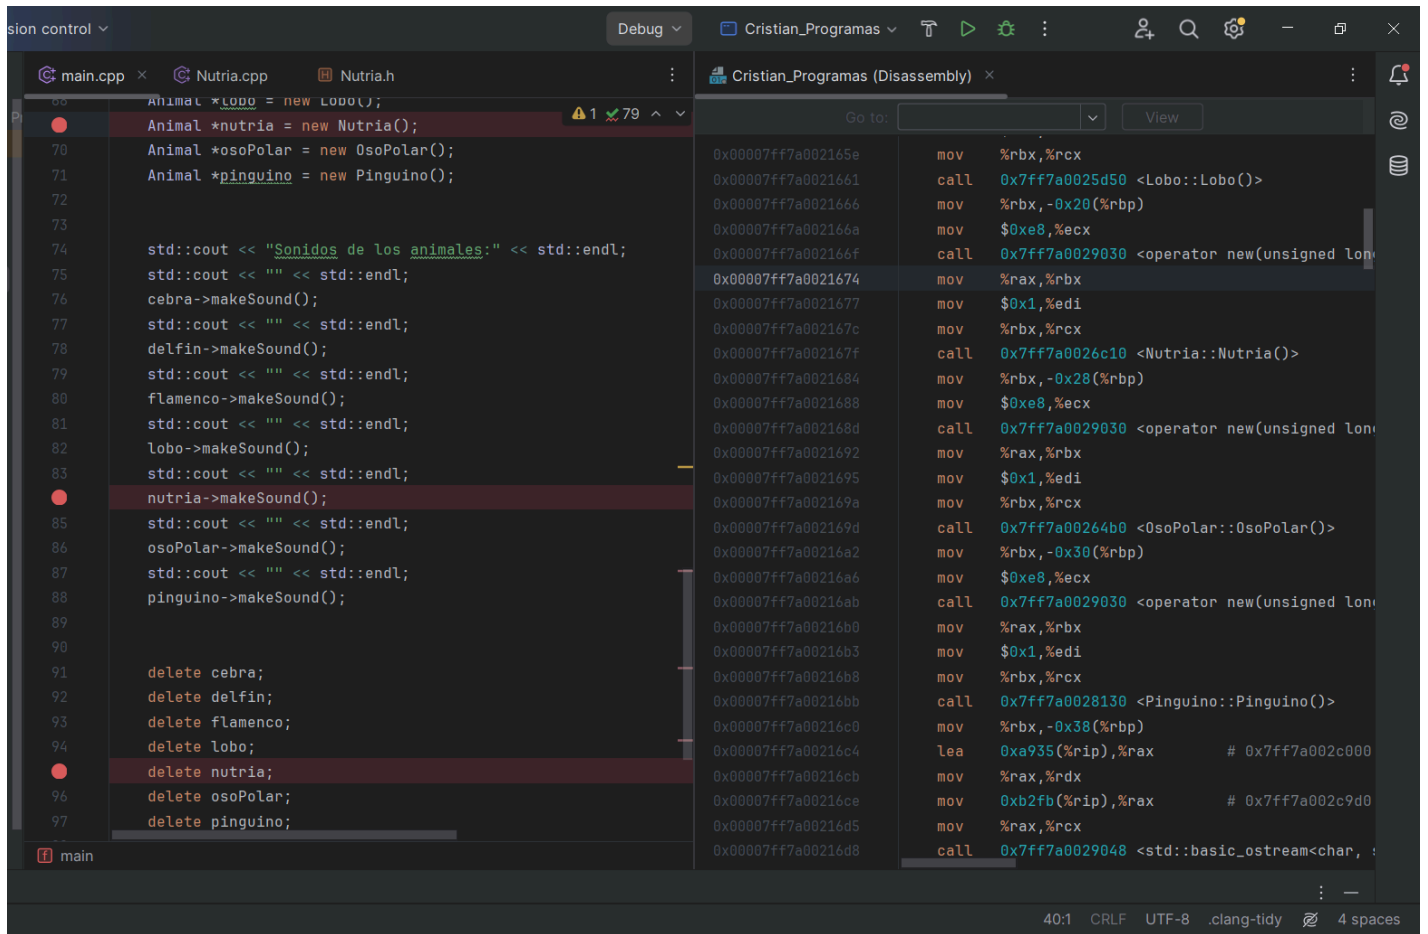 sion control
Debug
Cristian_Programas
main.cpp
Nutria.cpp
Nutria.h
Cristian_Programas (Disassembly)
68 Animal *lobo = new Lobo();
1 79
Animal *nutria = new Nutria();
70 Animal *osoPolar = new OsoPolar();
71 Animal *pinguino = new Pinguino();
72
73
74 std::cout << "Sonidos de los animales:" << std::endl;
75 std::cout << "" << std::endl;
76 cebra->makeSound();
77 std::cout << "" << std::endl;
78 delfin->makeSound();
79 std::cout << "" << std::endl;
80 flamenco->makeSound();
81 std::cout << "" << std::endl;
82 lobo->makeSound();
83 std::cout << "" << std::endl;
nutria->makeSound();
85 std::cout << "" << std::endl;
86 osoPolar->makeSound();
87 std::cout << "" << std::endl;
88 pinguino->makeSound();
89
90
91 delete cebra;
92 delete delfin;
93 delete flamenco;
94 delete lobo;
delete nutria;
96 delete osoPolar;
97 delete pinguino;
main
Go to:
View
0x00007ff7a002165e mov %rbx,%rcx
0x00007ff7a0021661 call 0x7ff7a0025d50 <Lobo::Lobo()>
0x00007ff7a0021666 mov %rbx,-0x20(%rbp)
0x00007ff7a002166a mov $0xe8,%ecx
0x00007ff7a002166f call 0x7ff7a0029030 <operator new(unsigned lon
0x00007ff7a0021674 mov %rax,%rbx
0x00007ff7a0021677 mov $0x1,%edi
0x00007ff7a002167c mov %rbx,%rcx
0x00007ff7a002167f call 0x7ff7a0026c10 <Nutria::Nutria()>
0x00007ff7a0021684 mov %rbx,-0x28(%rbp)
0x00007ff7a0021688 mov $0xe8,%ecx
0x00007ff7a002168d call 0x7ff7a0029030 <operator new(unsigned lon
0x00007ff7a0021692 mov %rax,%rbx
0x00007ff7a0021695 mov $0x1,%edi
0x00007ff7a002169a mov %rbx,%rcx
0x00007ff7a002169d call 0x7ff7a00264b0 <OsoPolar::OsoPolar()>
0x00007ff7a00216a2 mov %rbx,-0x30(%rbp)
0x00007ff7a00216a6 mov $0xe8,%ecx
0x00007ff7a00216ab call 0x7ff7a0029030 <operator new(unsigned lon
0x00007ff7a00216b0 mov %rax,%rbx
0x00007ff7a00216b3 mov $0x1,%edi
0x00007ff7a00216b8 mov %rbx,%rcx
0x00007ff7a00216bb call 0x7ff7a0028130 <Pinguino::Pinguino()>
0x00007ff7a00216c0 mov %rbx,-0x38(%rbp)
0x00007ff7a00216c4 lea 0xa935(%rip),%rax # 0x7ff7a002c000
0x00007ff7a00216cb mov %rax,%rdx
0x00007ff7a00216ce mov 0xb2fb(%rip),%rax # 0x7ff7a002c9d0
0x00007ff7a00216d5 mov %rax,%rcx
0x00007ff7a00216d8 call 0x7ff7a0029048 <std::basic_ostream<char, s
40:1 CRLF UTF-8 .clang-tidy 4 spaces